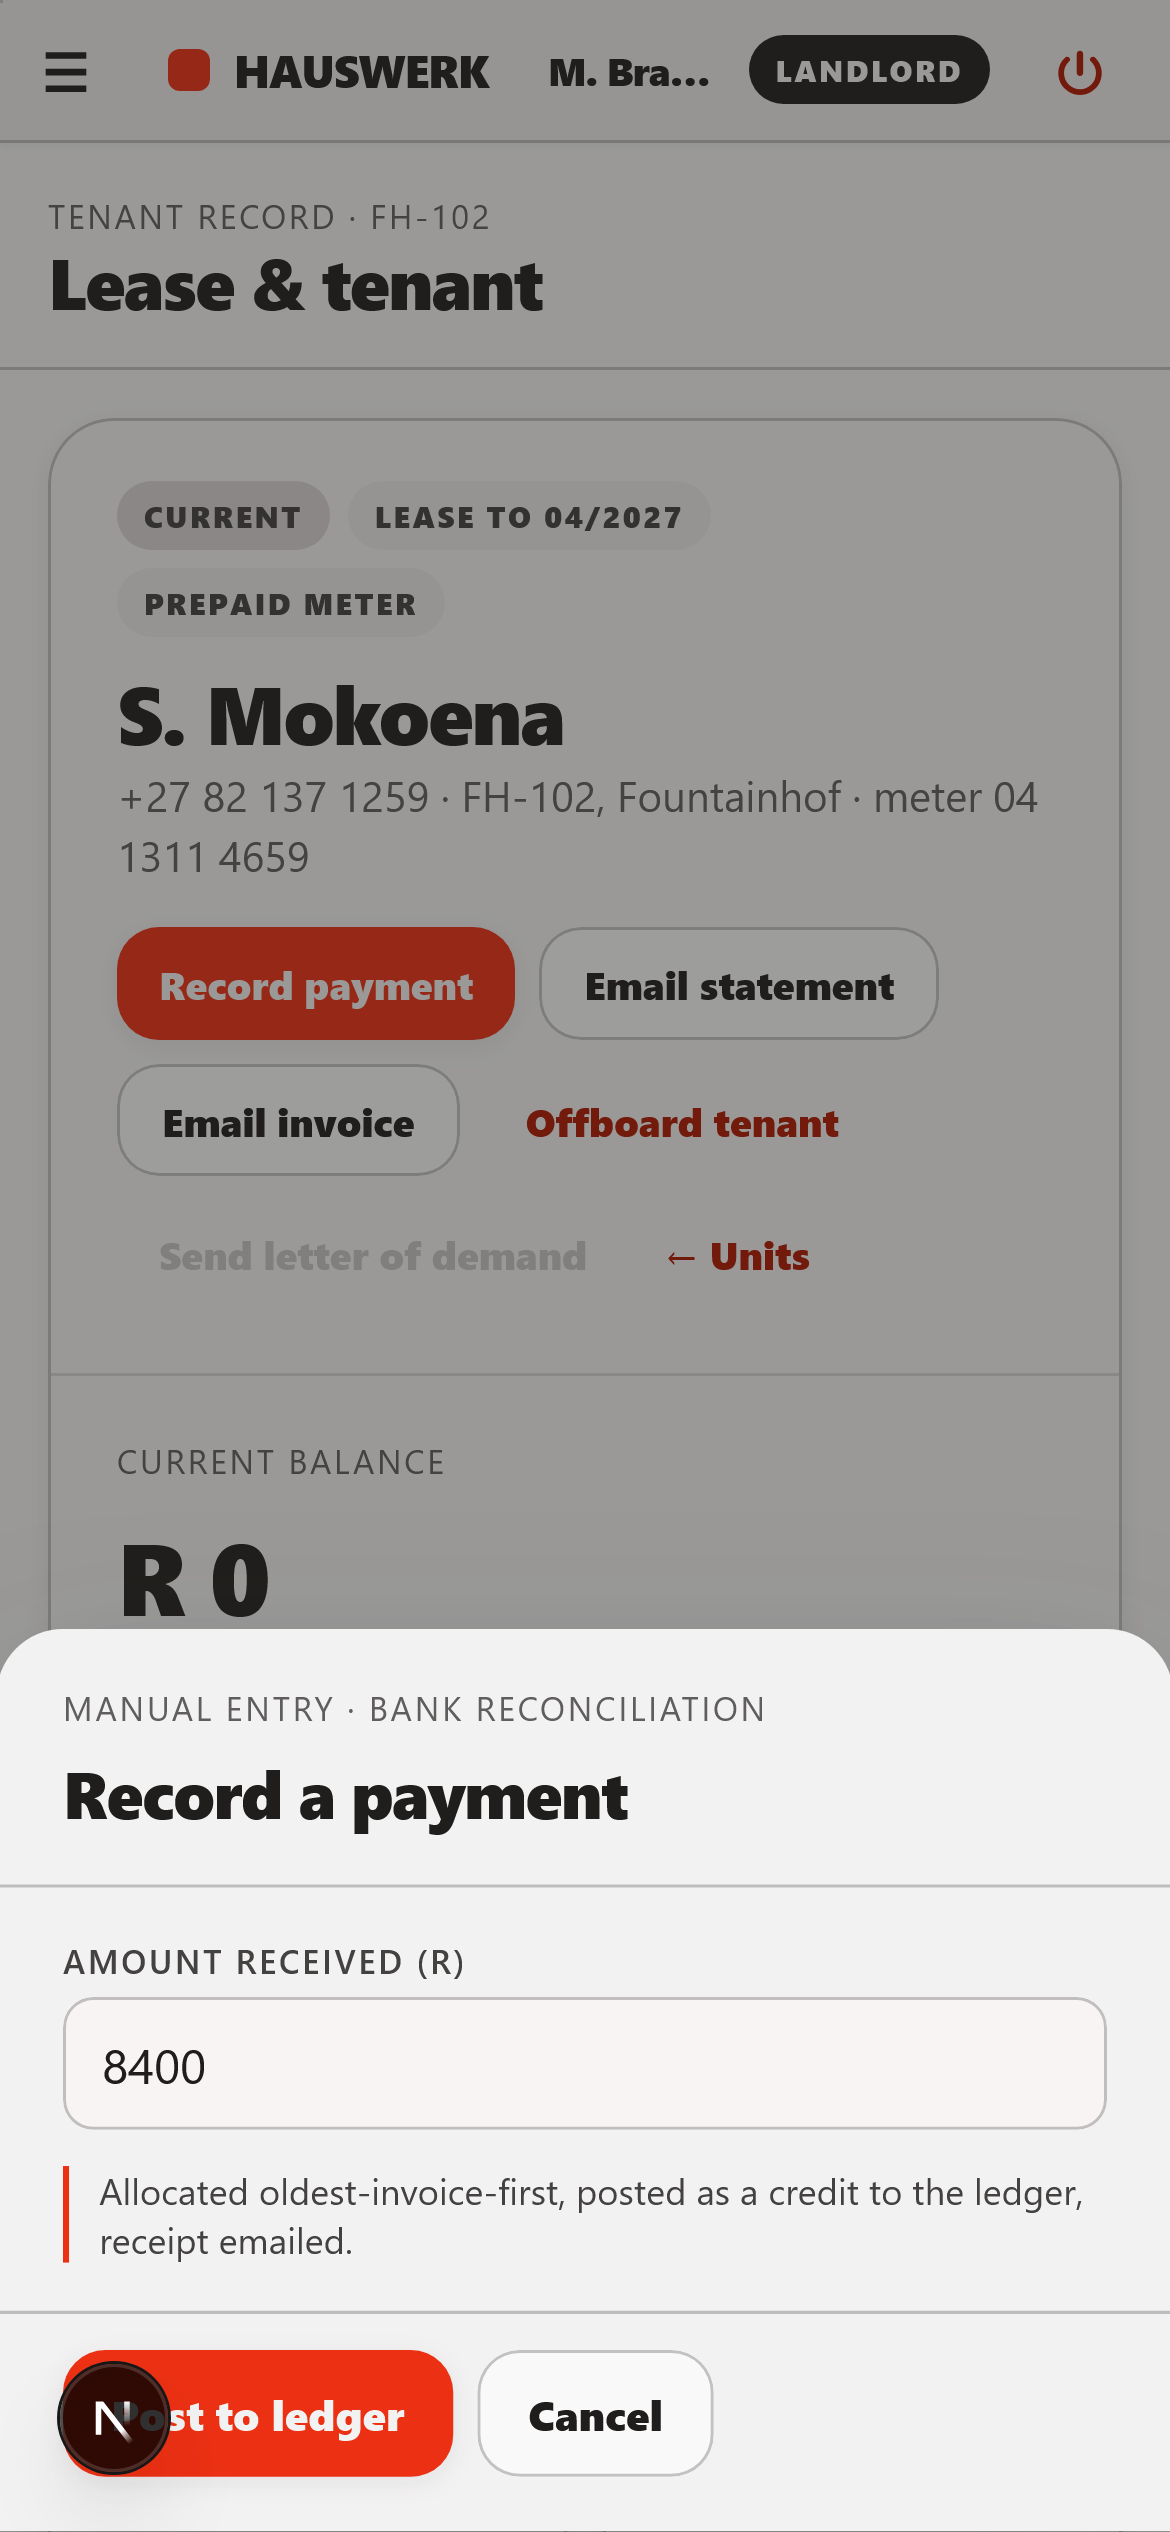 HAUSWERK M. Bra... LANDLORD
TENANT RECORD · FH-102
Lease & tenant
CURRENT LEASE TO 04/2027
PREPAID METER
S. Mokoena
+27 82 137 1259 · FH-102, Fountainhof · meter 04
1311 4659
Record payment Email statement
Email invoice Offboard tenant
Send letter of demand ← Units
CURRENT BALANCE
R 0
MANUAL ENTRY · BANK RECONCILIATION
Record a payment
AMOUNT RECEIVED (R)
8400
Allocated oldest-invoice-first, posted as a credit to the ledger,
receipt emailed.
Post to ledger Cancel